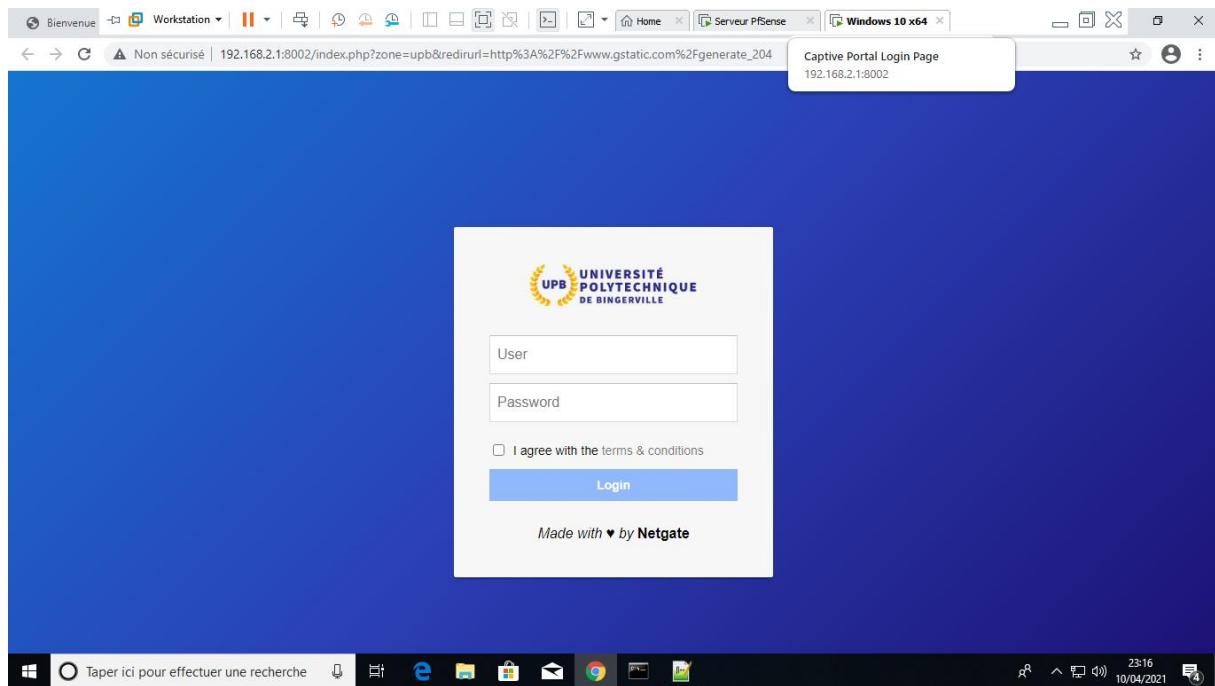 Bienvenue
Workstation
Home
Serveur PfSense
Windows 10 x64
Non sécurisé
192.168.2.1:8002/index.php?zone=upb&redirurl=http%3A%2F%2Fwww.gstatic.com%2Fgenerate_204
Captive Portal Login Page
192.168.2.1:8002
UPB
UNIVERSITÉ
POLYTECHNIQUE
DE BINGERVILLE
User
Password
I agree with the terms & conditions
Login
Made with ♥ by Netgate
Taper ici pour effectuer une recherche
23:16
10/04/2021
4